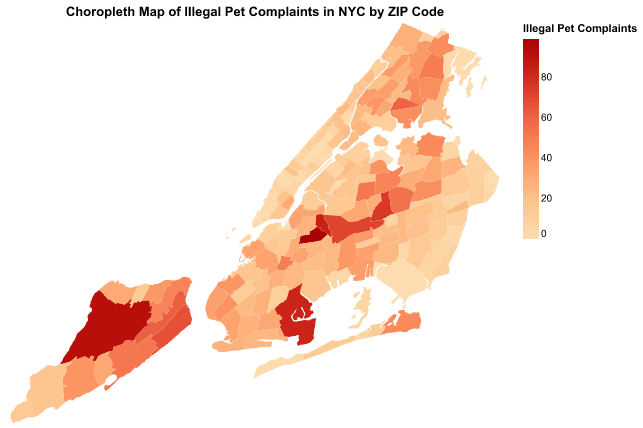 Choropleth Map of Illegal Pet Complaints in NYC by ZIP Code
Illegal Pet Complaints
80
60
40
20
0